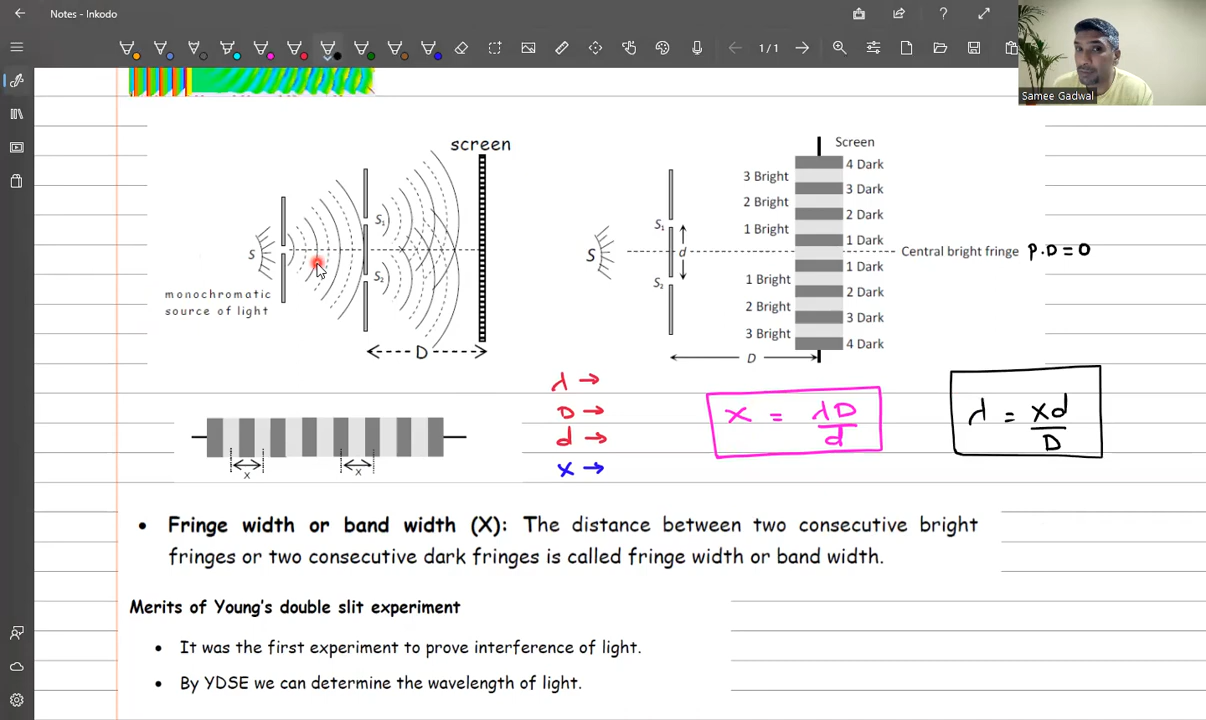 Notes - Inkodo
1/1
Samee Gadwal
screen
S
S₁
S₂
monochromatic
source of light
D
Screen
4 Dark
3 Bright
3 Dark
2 Bright
2 Dark
S₁
1 Bright
1 Dark
S
d
Central bright fringe P.D = 0
1 Dark
S₂
1 Bright
2 Dark
2 Bright
3 Dark
3 Bright
4 Dark
D
x
x
λ →
D →
d →
x →
x = λD/d
λ = xd/D
• Fringe width or band width (X): The distance between two consecutive bright
fringes or two consecutive dark fringes is called fringe width or band width.
Merits of Young's double slit experiment
• It was the first experiment to prove interference of light.
• By YDSE we can determine the wavelength of light.